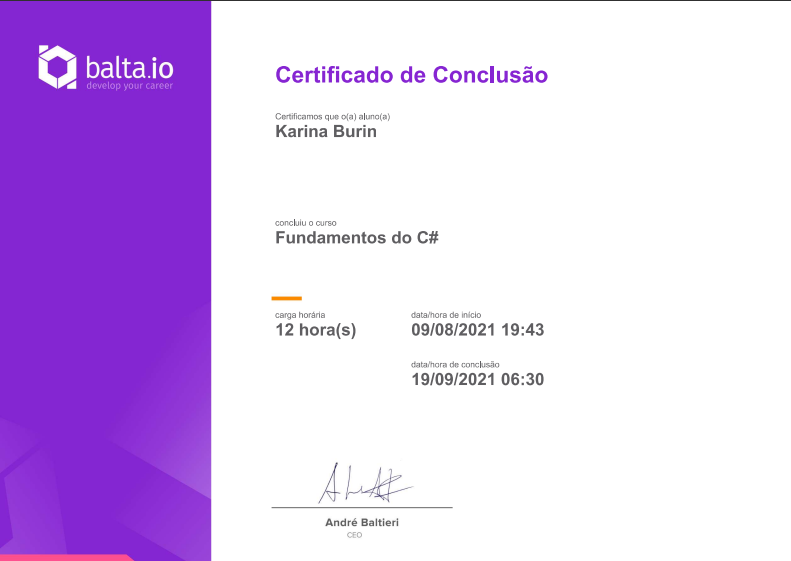 balta.io
develop your career
Certificado de Conclusão
Certificamos que o(a) aluno(a)
Karina Burin
concluiu o curso
Fundamentos do C#
carga horária
12 hora(s)
data/hora de início
09/08/2021 19:43
data/hora de conclusão
19/09/2021 06:30
André Baltieri
CEO